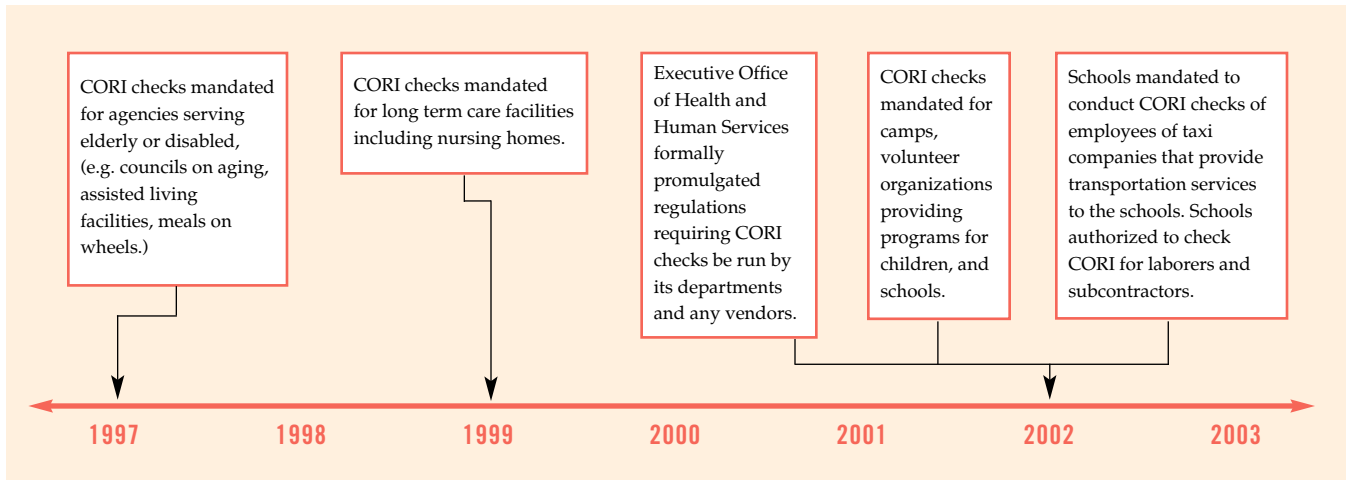 CORI checks mandated
for agencies serving
elderly or disabled,
(e.g. councils on aging,
assisted living
facilities, meals on
wheels.)
CORI checks mandated
for long term care facilities
including nursing homes.
Executive Office
of Health and
Human Services
formally
promulgated
regulations
requiring CORI
checks be run by
its departments
and any vendors.
CORI checks
mandated for
camps,
volunteer
organizations
providing
programs for
children, and
schools.
Schools mandated to
conduct CORI checks of
employees of taxi
companies that provide
transportation services
to the schools. Schools
authorized to check
CORI for laborers and
subcontractors.
1997 1998 1999 2000 2001 2002 2003